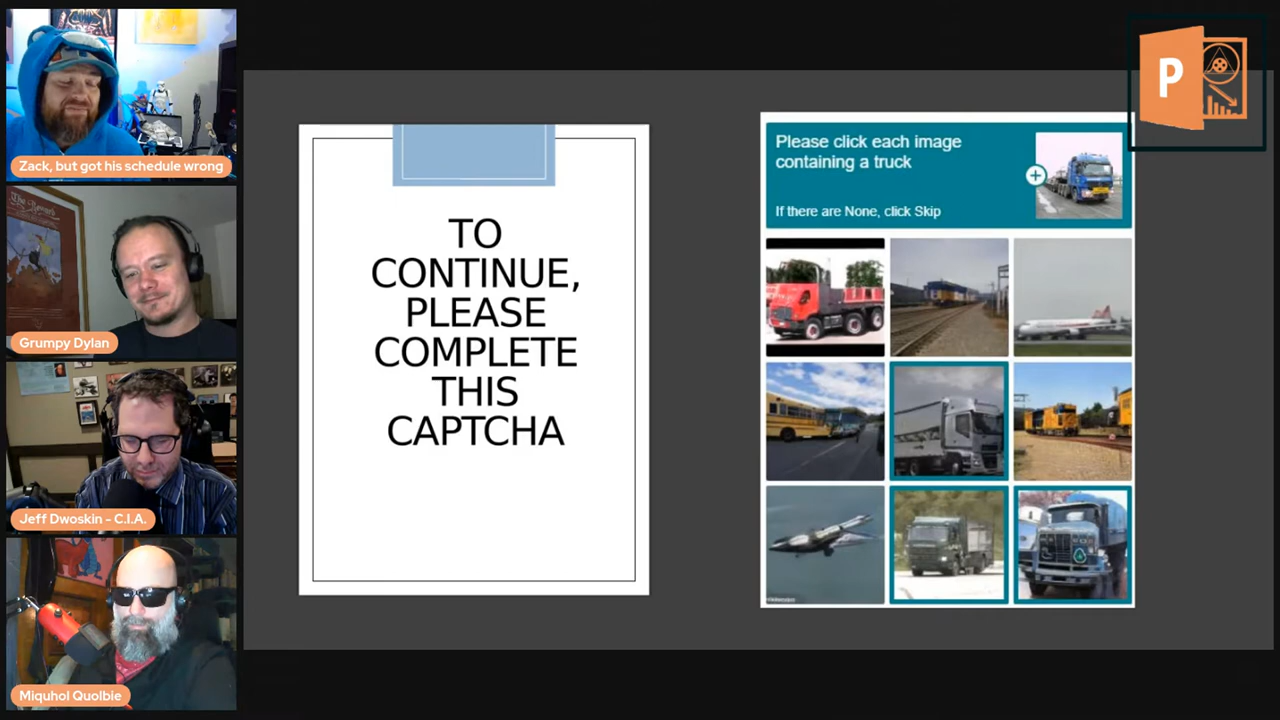 Zack, but got his schedule wrong
Grumpy Dylan
Jeff Dwoskin - C.I.A.
Miquhol Quolbie
TO
CONTINUE,
PLEASE
COMPLETE
THIS
CAPTCHA
Please click each image
containing a truck
If there are None, click Skip
P